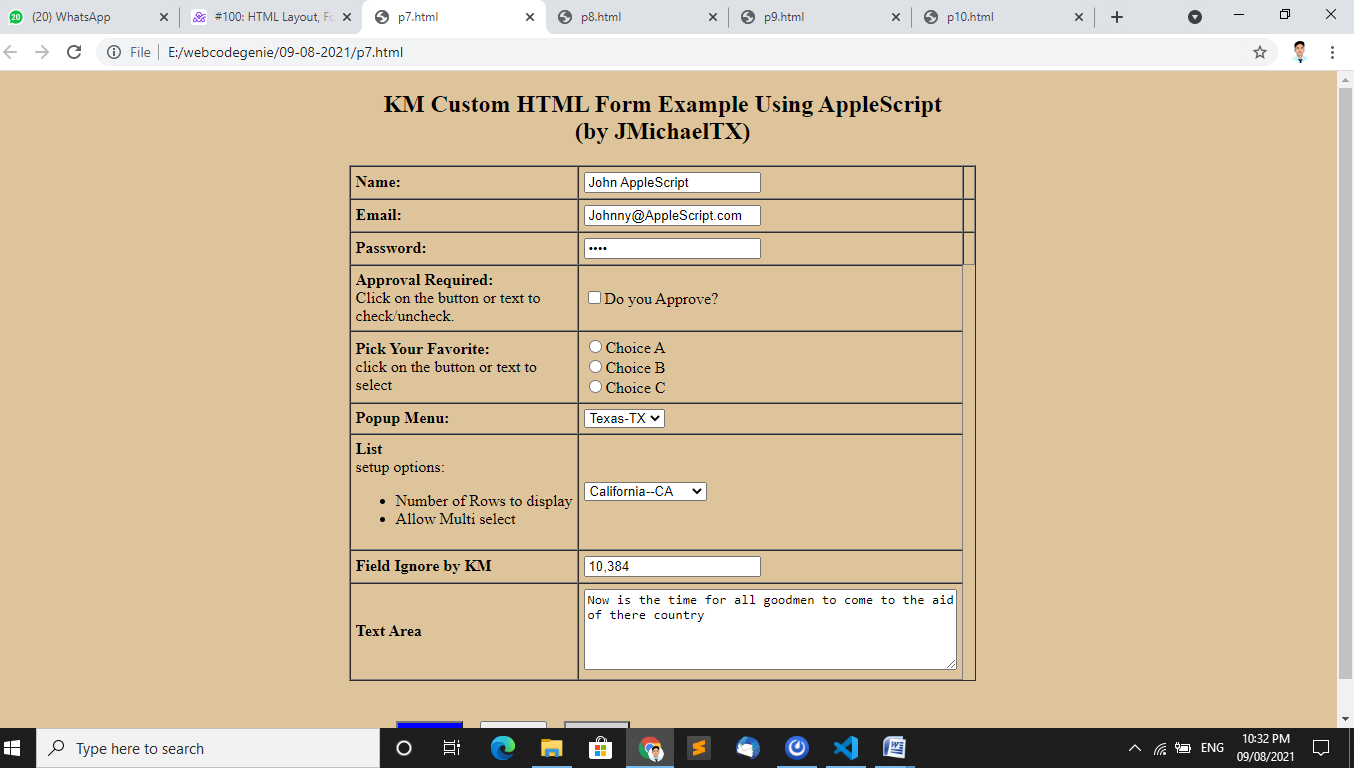 20
(20) WhatsApp
#100: HTML Layout, Fo
p7.html
p8.html
p9.html
p10.html
File
E:/webcodegenie/09-08-2021/p7.html
KM Custom HTML Form Example Using AppleScript
(by JMichaelTX)
Name:
John AppleScript
Email:
Johnny@AppleScript.com
Password:
••••
Approval Required:
Click on the button or text to
check/uncheck.
Do you Approve?
Pick Your Favorite:
click on the button or text to
select
Choice A
Choice B
Choice C
Popup Menu:
Texas-TX
List
setup options:
• Number of Rows to display
• Allow Multi select
California--CA
Field Ignore by KM
10,384
Text Area
Now is the time for all goodmen to come to the aid
of there country
Type here to search
W
ENG
10:32 PM
09/08/2021